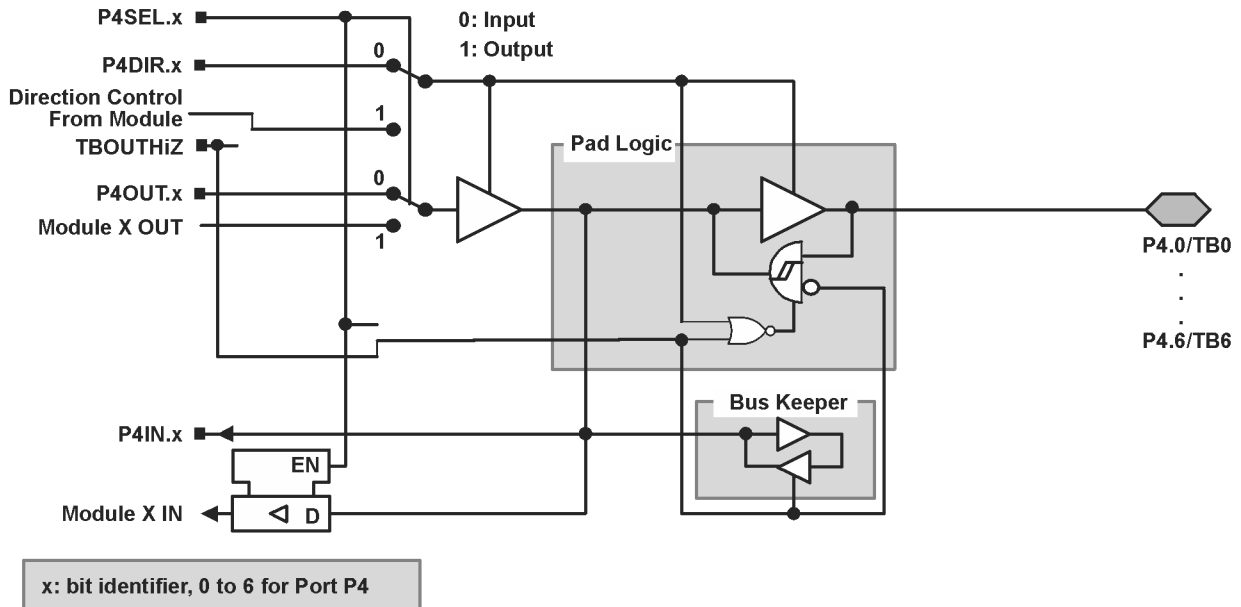 P4SEL.x
0: Input
1: Output
P4DIR.x
0
Direction Control
From Module
1
TBOUTHiZ
Pad Logic
P4OUT.x
0
Module X OUT
1
P4.0/TB0
.
.
.
P4.6/TB6
Bus Keeper
P4IN.x
EN
Module X IN
D
x: bit identifier, 0 to 6 for Port P4